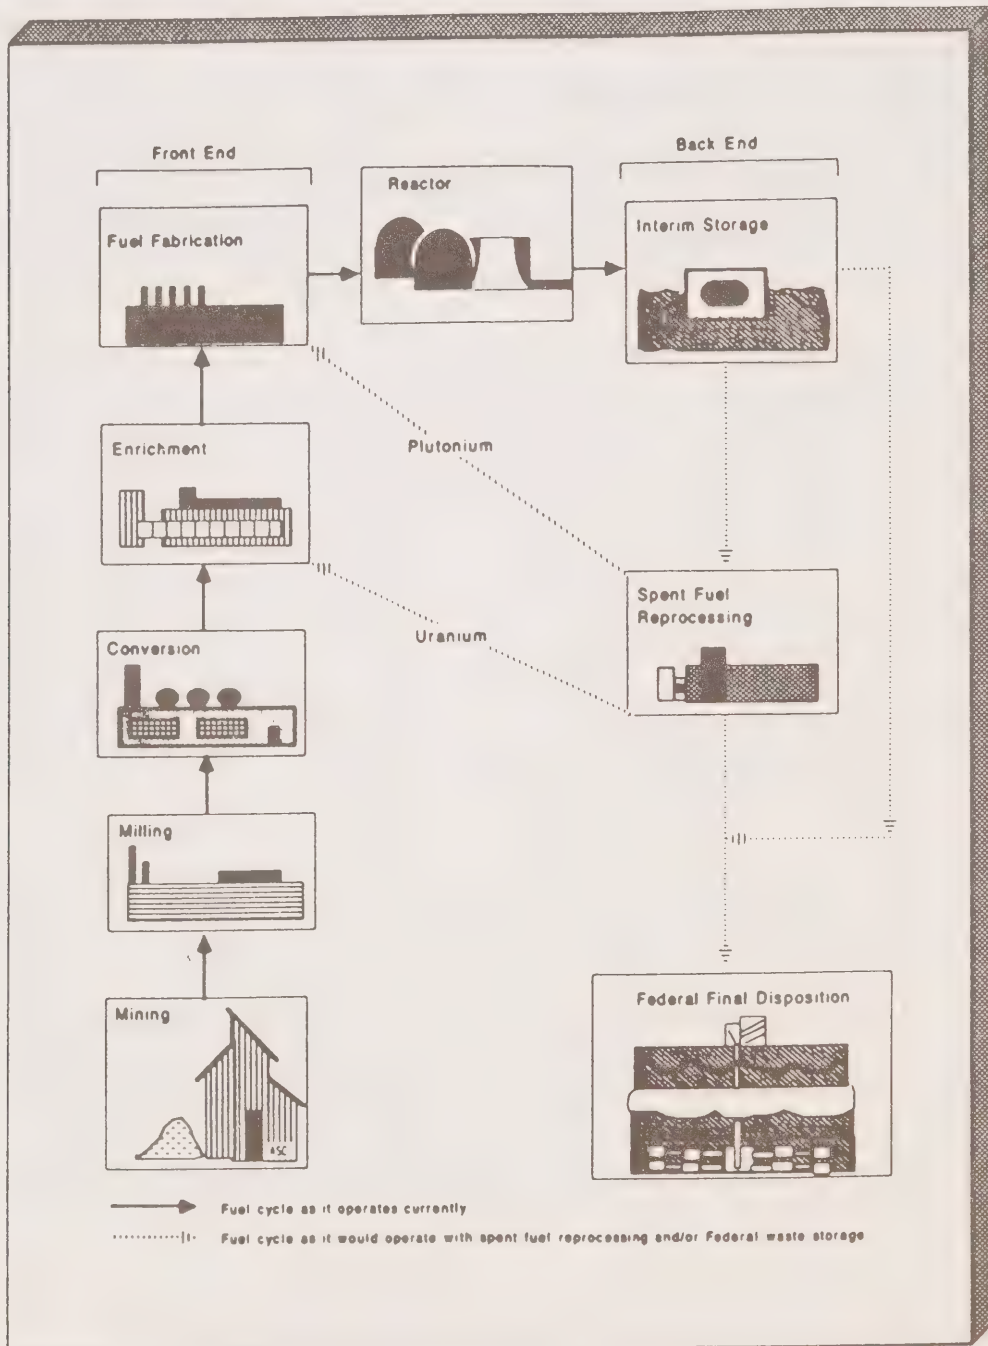 Front End
Back End
Reactor
Fuel Fabrication
Interim Storage
Enrichment
Plutonium
Spent Fuel
Reprocessing
Uranium
Conversion
Milling
Federal Final Disposition
Mining
Fuel cycle as it operates currently
Fuel cycle as it would operate with spent fuel reprocessing and/or Federal waste storage